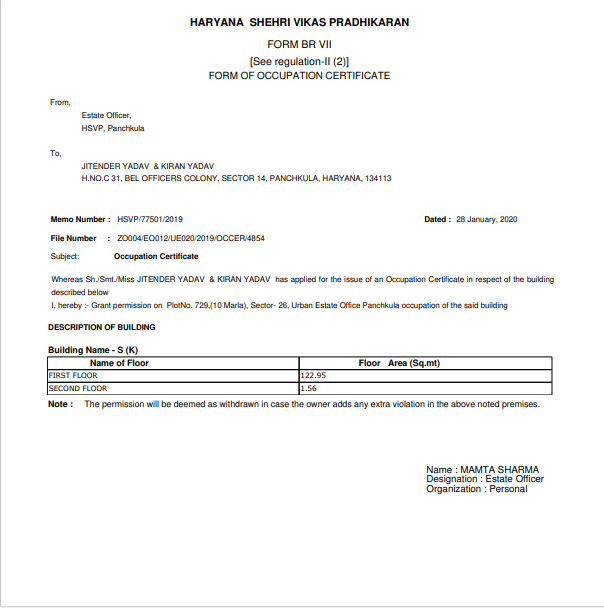 HARYANA SHEHRI VIKAS PRADHIKARAN
FORM BR VII
[See regulation-II (2)]
FORM OF OCCUPATION CERTIFICATE
From,
Estate Officer,
HSVP, Panchkula
To,
JITENDER YADAV & KIRAN YADAV
H.NO.C 31, BEL OFFICERS COLONY, SECTOR 14, PANCHKULA, HARYANA, 134113
Memo Number : HSVP/77501/2019 Dated : 28 January, 2020
File Number : ZO004/EO012/UE020/2019/OCCER/4854
Subject: Occupation Certificate
Whereas Sh./Smt./Miss JITENDER YADAV & KIRAN YADAV has applied for the issue of an Occupation Certificate in respect of the building
described below
I, hereby :- Grant permission on PlotNo. 729,(10 Marla), Sector- 26, Urban Estate Office Panchkula occupation of the said building
DESCRIPTION OF BUILDING
Building Name - S (K)
Name of Floor Floor Area (Sq.mt)
FIRST FLOOR 122.95
SECOND FLOOR 1.56
Note : The permission will be deemed as withdrawn in case the owner adds any extra violation in the above noted premises.
Name : MAMTA SHARMA
Designation : Estate Officer
Organization : Personal